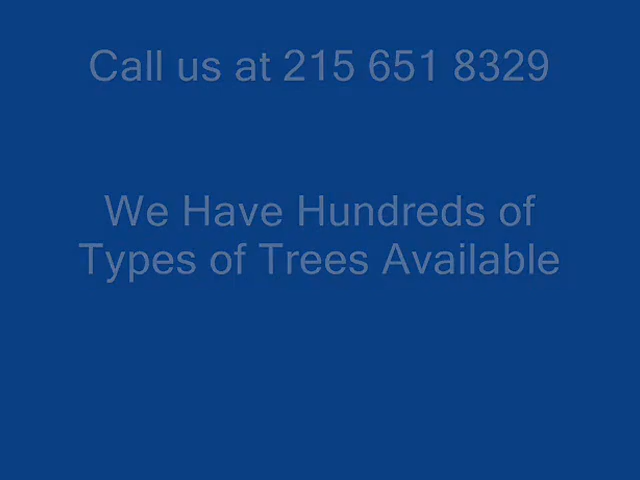 Call us at 215 651 8329
We Have Hundreds of
Types of Trees Available